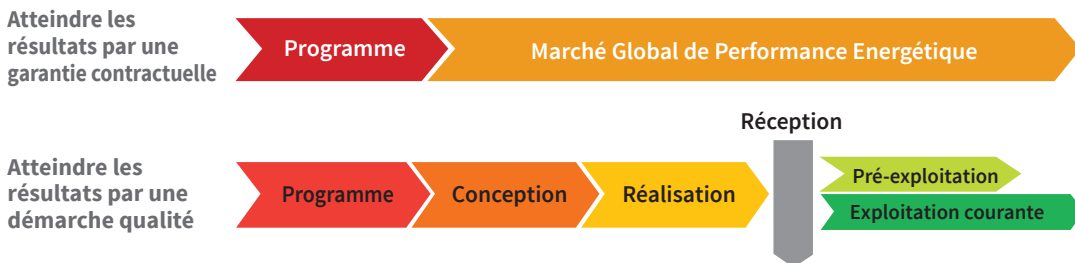 Atteindre les
résultats par une
garantie contractuelle
Programme
Marché Global de Performance Energétique
Réception
Atteindre les
résultats par une
démarche qualité
Programme
Conception
Réalisation
Pré-exploitation
Exploitation courante